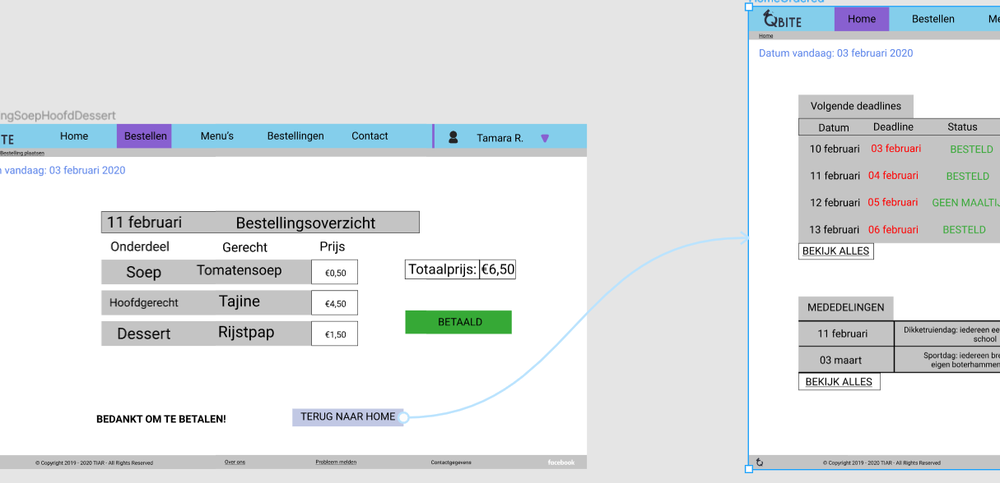 ngSoepHoofdDessert
TE
Home
Bestellen
Menu's
Bestellingen
Contact
Tamara R.
Bestelling plaatsen
vandaag: 03 februari 2020
11 februari
Bestellingsoverzicht
Onderdeel
Gerecht
Prijs
Soep
Tomatensoep
€0,50
Hoofdgerecht
Tajine
€4,50
Dessert
Rijstpap
€1,50
Totaalprijs:
€6,50
BETAALD
BEDANKT OM TE BETALEN!
TERUG NAAR HOME
© Copyright 2019 - 2020 TIAR - All Rights Reserved
Over ons
Probleem melden
Contactgegevens
facebook
HomeOrdered
QBITE
Home
Bestellen
Me
Home
Datum vandaag: 03 februari 2020
Volgende deadlines
Datum
Deadline
Status
10 februari
03 februari
BESTELD
11 februari
04 februari
BESTELD
12 februari
05 februari
GEEN MAALTIJ
13 februari
06 februari
BESTELD
BEKIJK ALLES
MEDEDELINGEN
11 februari
Dikketruiendag: iedereen ee
school
03 maart
Sportdag: iedereen bre
eigen boterhammen
BEKIJK ALLES
© Copyright 2019 - 2020 TIAR - All Rights Reserved